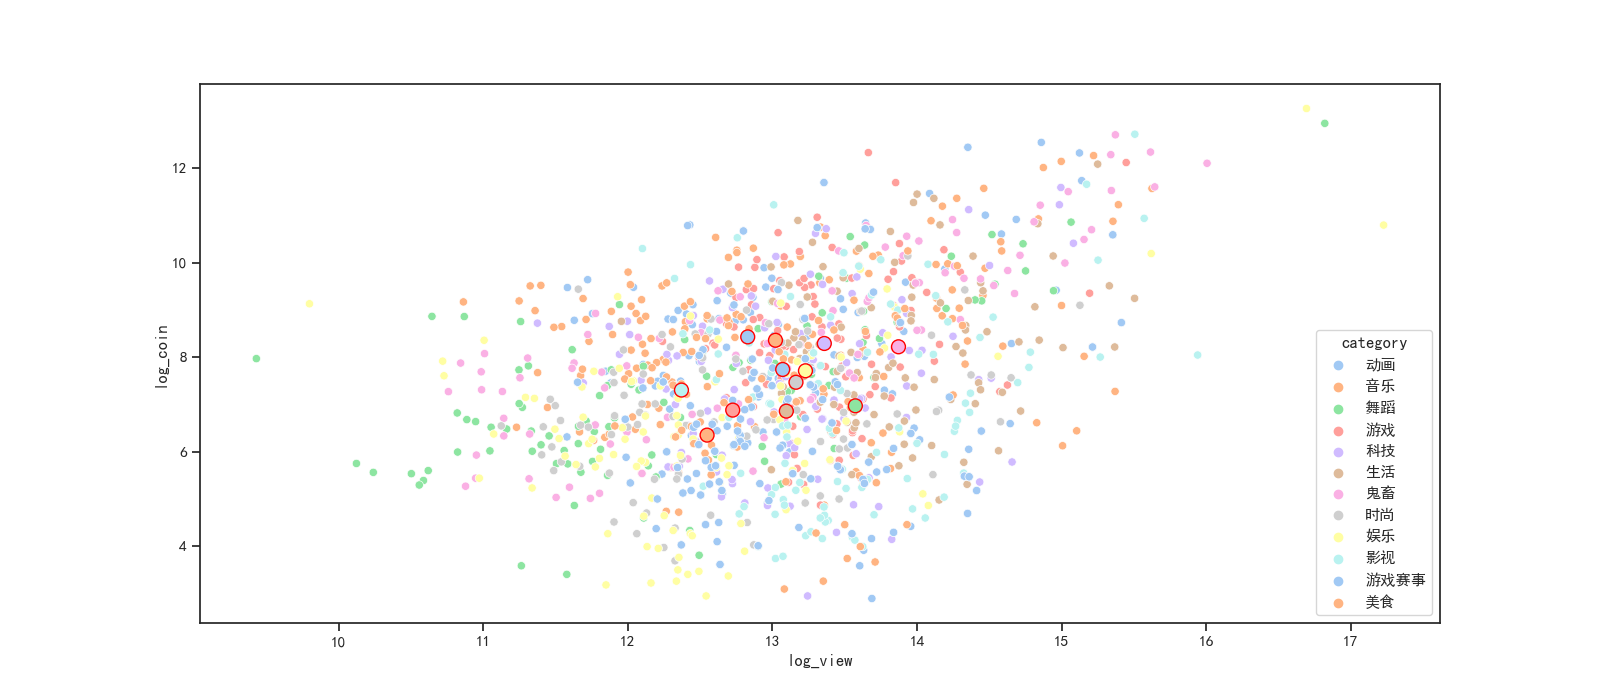 12
10
8
6
4
log_coin
10
11
12
13
14
15
16
17
log_view
category
动画
音乐
舞蹈
游戏
科技
生活
鬼畜
时尚
娱乐
影视
游戏赛事
美食